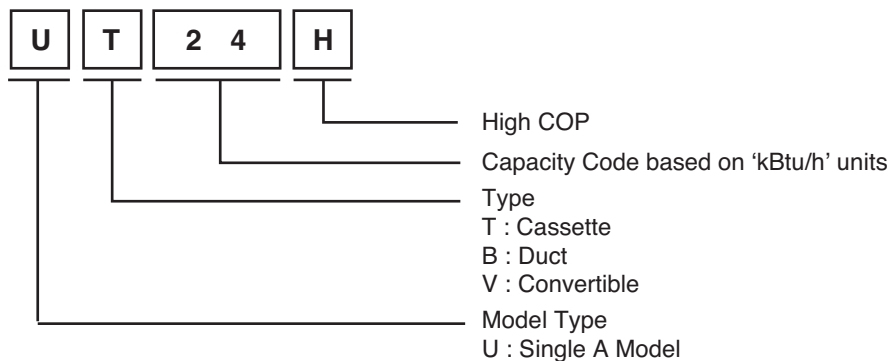 U T 2 4 H
High COP
Capacity Code based on ‘kBtu/h’ units
Type
T : Cassette
B : Duct
V : Convertible
Model Type
U : Single A Model